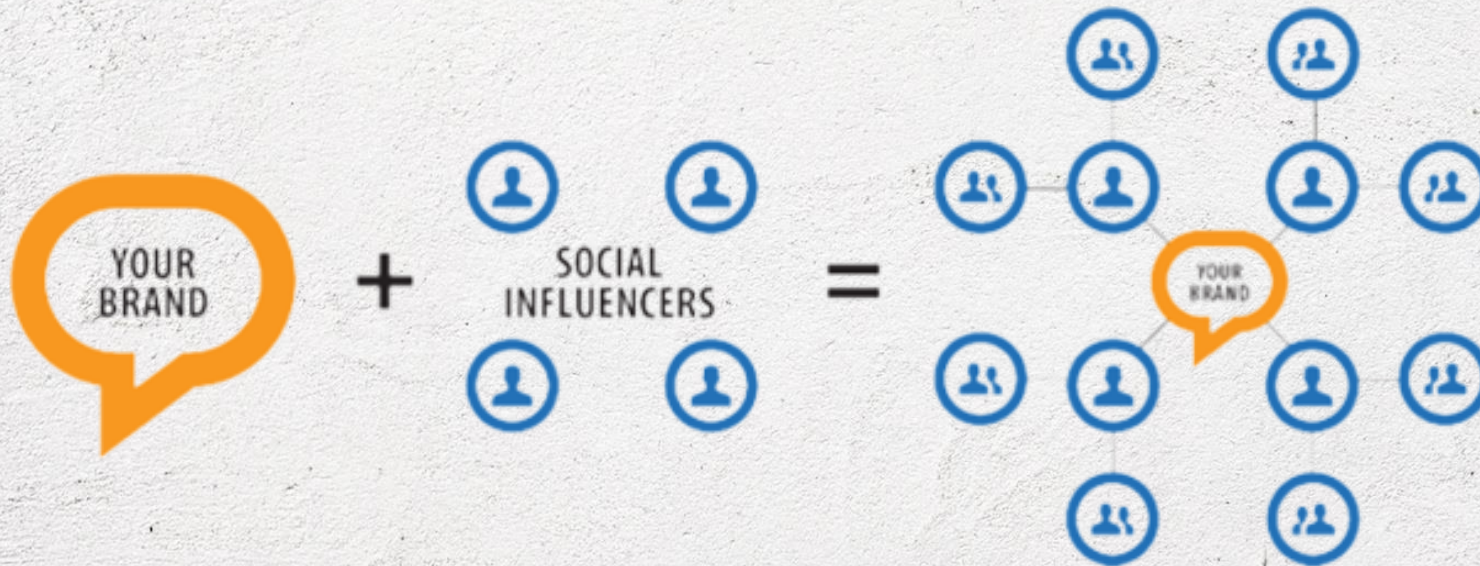 YOUR
BRAND
+
SOCIAL
INFLUENCERS
=
YOUR
BRAND